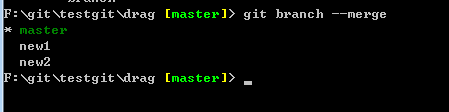 F:\git\testgit\drag [master]> git branch --merge
* master
new1
new2
F:\git\testgit\drag [master]> _